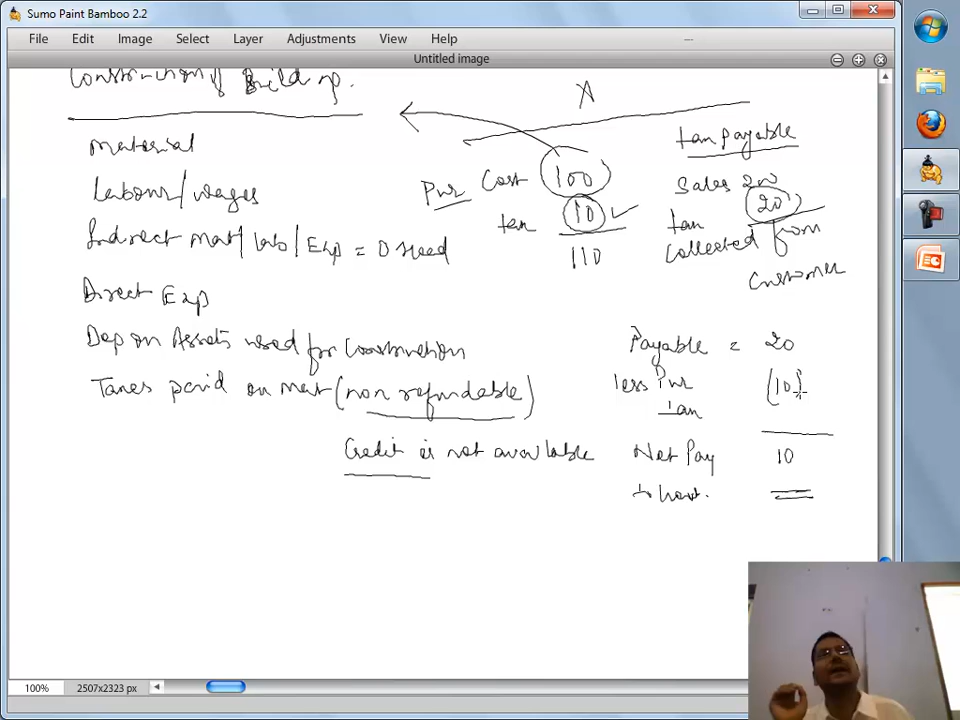 Sumo Paint Bamboo 2.2
File Edit Image Select Layer Adjustments View Help
Untitled image
Construction of Building.
Material
Labour/wages
Indirect Mat/Lab/Exp = O Head
Direct Exp
Dep on Assets used for Construction
Taxes paid on Mat (non refundable)
Credit is not available
A
Pur Cost 100
tax 10
110
tax payable
Sales 200
tax 20
Collected from
Customer
Payable = 20
less Pur (10)
Tax
Net Pay 10
to Govt.
100% 2507x2323 px